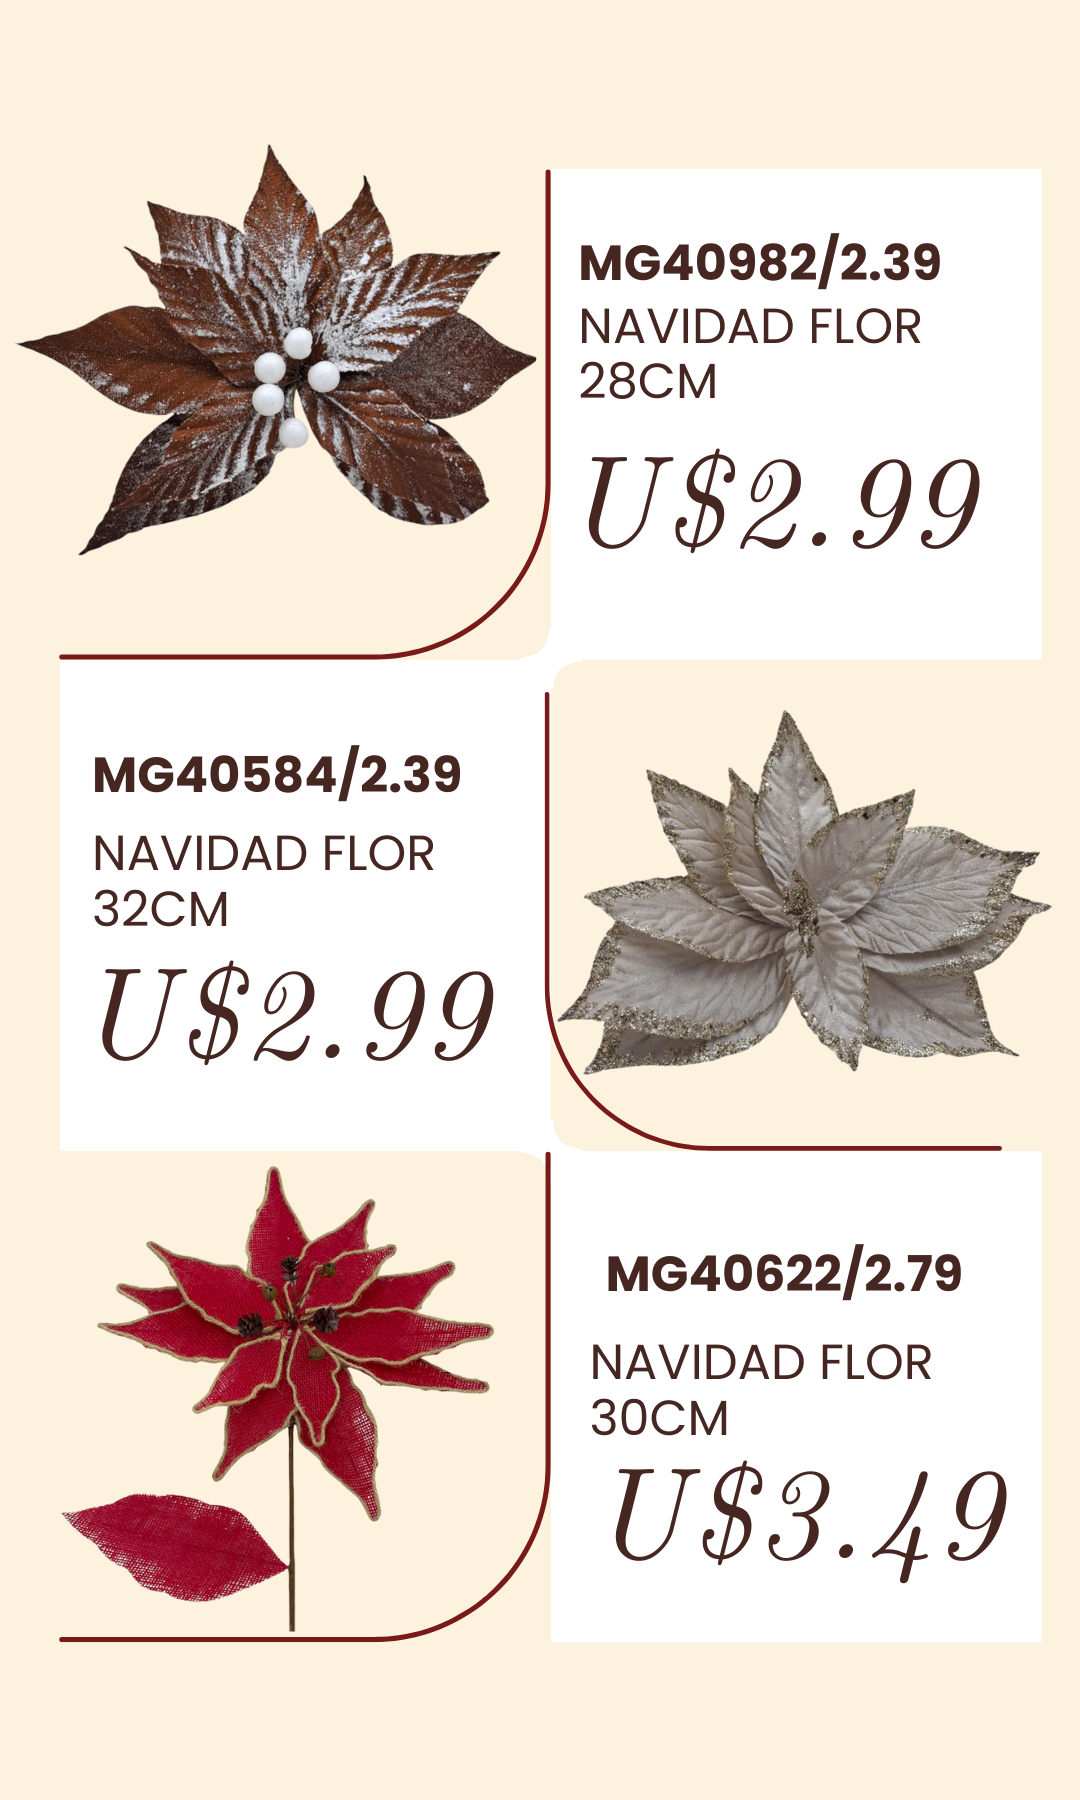 MG40982/2.39
NAVIDAD FLOR
28CM
U$2.99
MG40584/2.39
NAVIDAD FLOR
32CM
U$2.99
MG40622/2.79
NAVIDAD FLOR
30CM
U$3.49